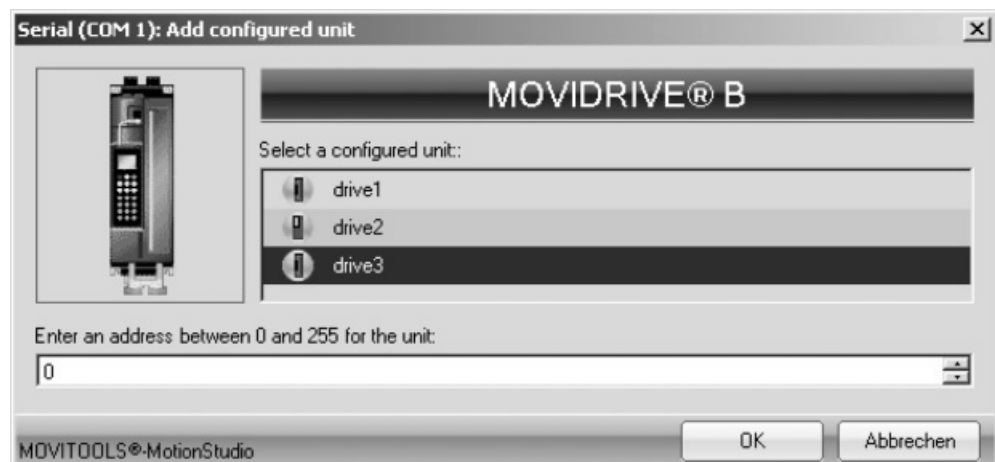 Serial (COM 1): Add configured unit
MOVIDRIVE® B
Select a configured unit::
drive1
drive2
drive3
Enter an address between 0 and 255 for the unit:
0
MOVITOOLS®-MotionStudio
OK
Abbrechen